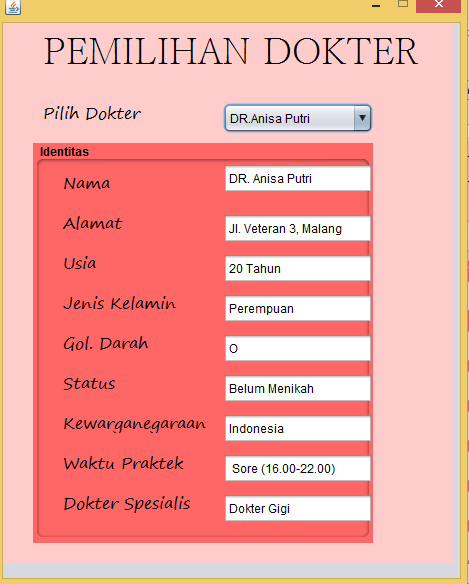 PEMILIHAN DOKTER
Pilih Dokter DR.Anisa Putri
Identitas
Nama DR. Anisa Putri
Alamat Jl. Veteran 3, Malang
Usia 20 Tahun
Jenis Kelamin Perempuan
Gol. Darah O
Status Belum Menikah
Kewarganegaraan Indonesia
Waktu Praktek Sore (16.00-22.00)
Dokter Spesialis Dokter Gigi